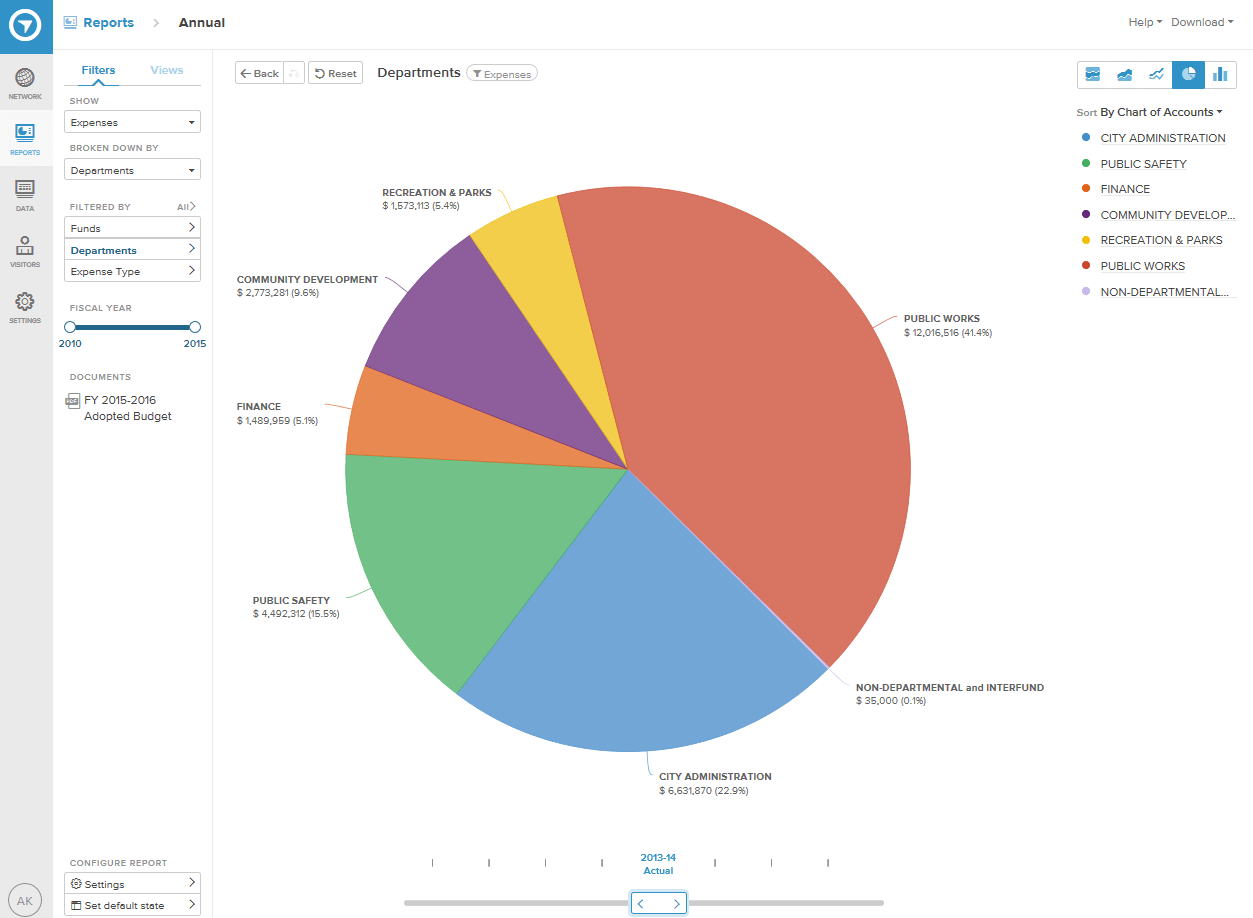 Reports
Annual
Help
Download
NETWORK
REPORTS
DATA
VISITORS
SETTINGS
AK
Filters
Views
SHOW
Expenses
BROKEN DOWN BY
Departments
FILTERED BY
All
Funds
Departments
Expense Type
FISCAL YEAR
2010
2015
DOCUMENTS
FY 2015-2016
Adopted Budget
CONFIGURE REPORT
Settings
Set default state
Back
Reset
Departments
Expenses
RECREATION & PARKS
$ 1,573,113 (5.4%)
COMMUNITY DEVELOPMENT
$ 2,773,281 (9.6%)
PUBLIC WORKS
$ 12,016,516 (41.4%)
FINANCE
$ 1,489,959 (5.1%)
PUBLIC SAFETY
$ 4,492,312 (15.5%)
NON-DEPARTMENTAL and INTERFUND
$ 35,000 (0.1%)
CITY ADMINISTRATION
$ 6,631,870 (22.9%)
2013-14
Actual
Sort By Chart of Accounts
CITY ADMINISTRATION
PUBLIC SAFETY
FINANCE
COMMUNITY DEVELOP...
RECREATION & PARKS
PUBLIC WORKS
NON-DEPARTMENTAL...